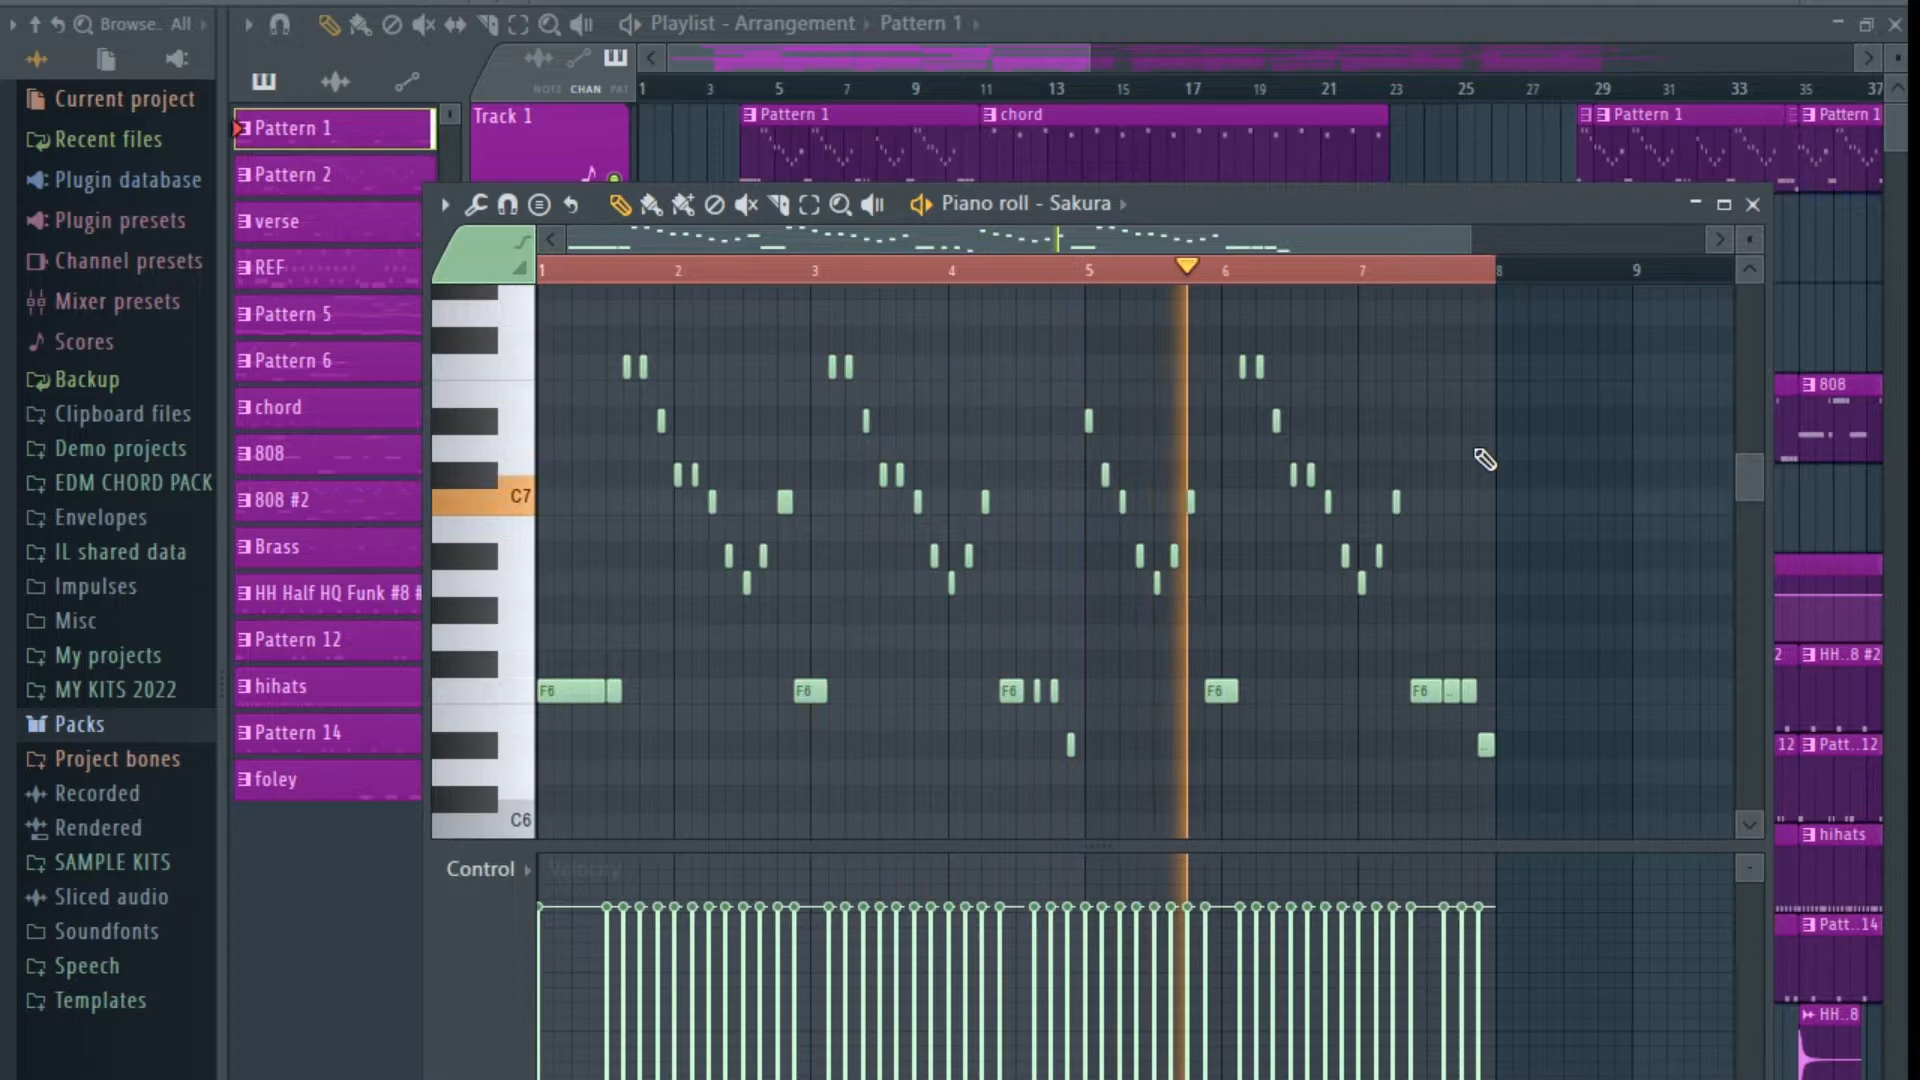 Browse.. All
Playlist - Arrangement › Pattern 1 ›
NOTE CHAN PAT
1 3 5 7 9 11 13 15 17 19 21 23 25 27 29 31 33 35 37
Current project
Recent files
Plugin database
Plugin presets
Channel presets
Mixer presets
Scores
Backup
Clipboard files
Demo projects
EDM CHORD PACK
Envelopes
IL shared data
Impulses
Misc
My projects
MY KITS 2022
Packs
Project bones
Recorded
Rendered
SAMPLE KITS
Sliced audio
Soundfonts
Speech
Templates
Pattern 1
Pattern 2
verse
REF
Pattern 5
Pattern 6
chord
808
808 #2
Brass
HH Half HQ Funk #8 #
Pattern 12
hihats
Pattern 14
foley
Track 1
Pattern 1
chord
Pattern 1
Pattern 1
Piano roll - Sakura ›
1 2 3 4 5 6 7 8 9
C7
F6 F6 F6 F6 F6 ..
..
C6
Control
Velocity
808
2 HH..8 #2
12 Patt..12
hihats
Patt..14
HH..8